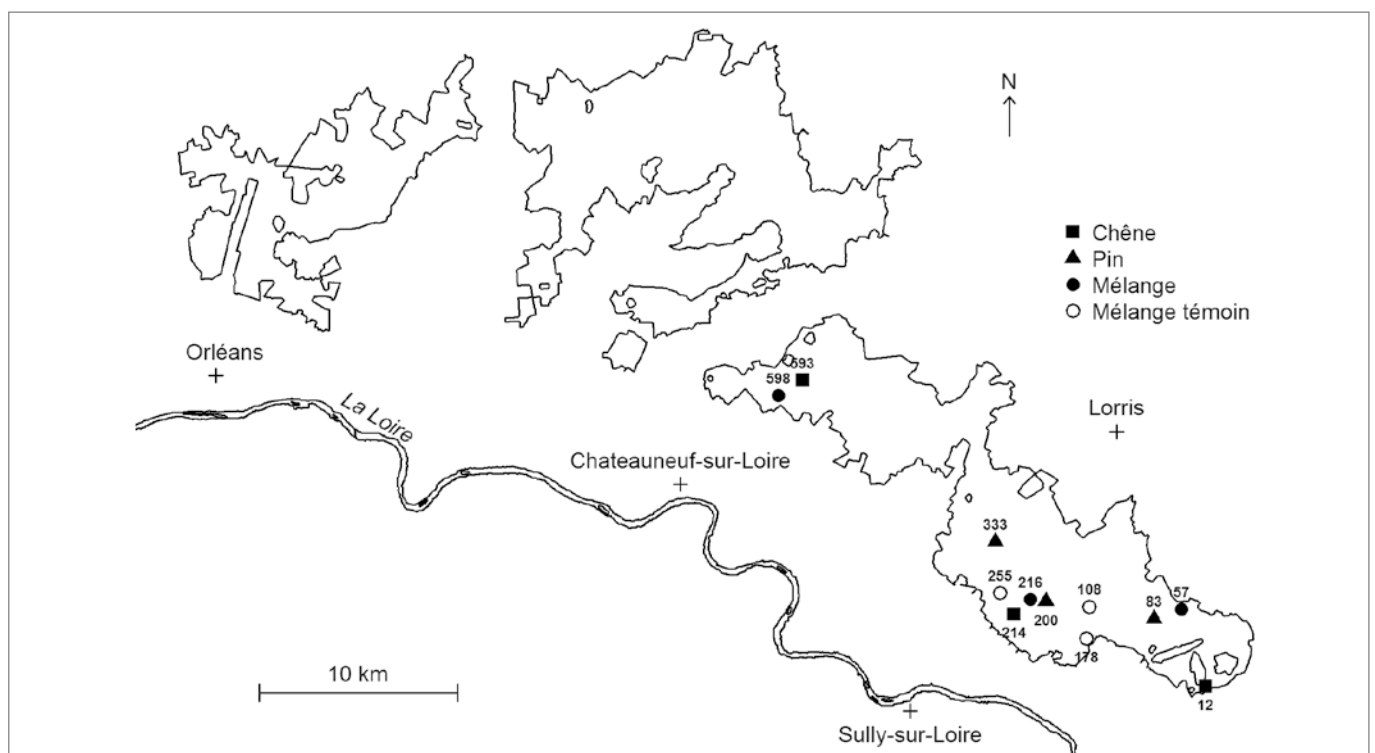 N
Chêne
Pin
Mélange
Mélange témoin
Orléans
593
598
La Loire
Lorris
Chateauneuf-sur-Loire
333
255
216
108
57
83
200
214
178
10 km
12
Sully-sur-Loire